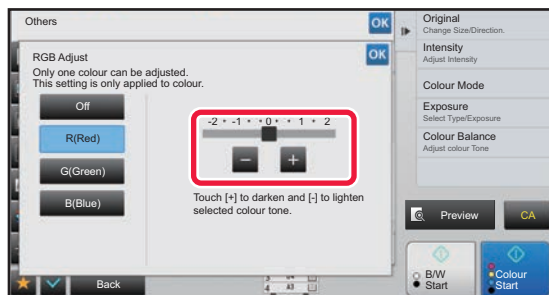 Others
OK
RGB Adjust
OK
Only one colour can be adjusted.
This setting is only applied to colour.
Off
R(Red)
G(Green)
B(Blue)
-2 • -1 • • 0 • • 1 • 2
- +
Touch [+] to darken and [-] to lighten
selected colour tone.
Back
A3
Original
Change Size/Direction.
Intensity
Adjust Intensity
Colour Mode
Exposure
Select Type/Exposure
Colour Balance
Adjust colour Tone
Preview
CA
B/W
Start
Colour
Start